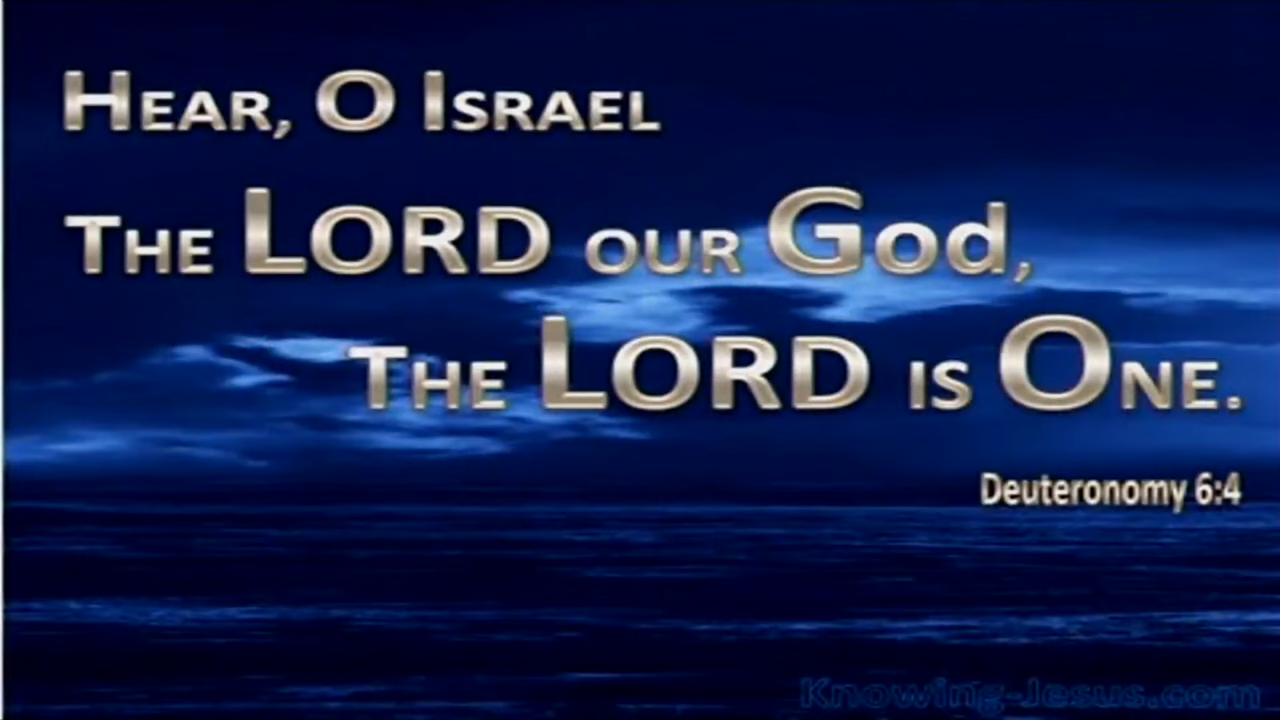 HEAR, O ISRAEL
THE LORD OUR God,
THE LORD IS ONE.
Deuteronomy 6:4
Knowing-Jesus.com